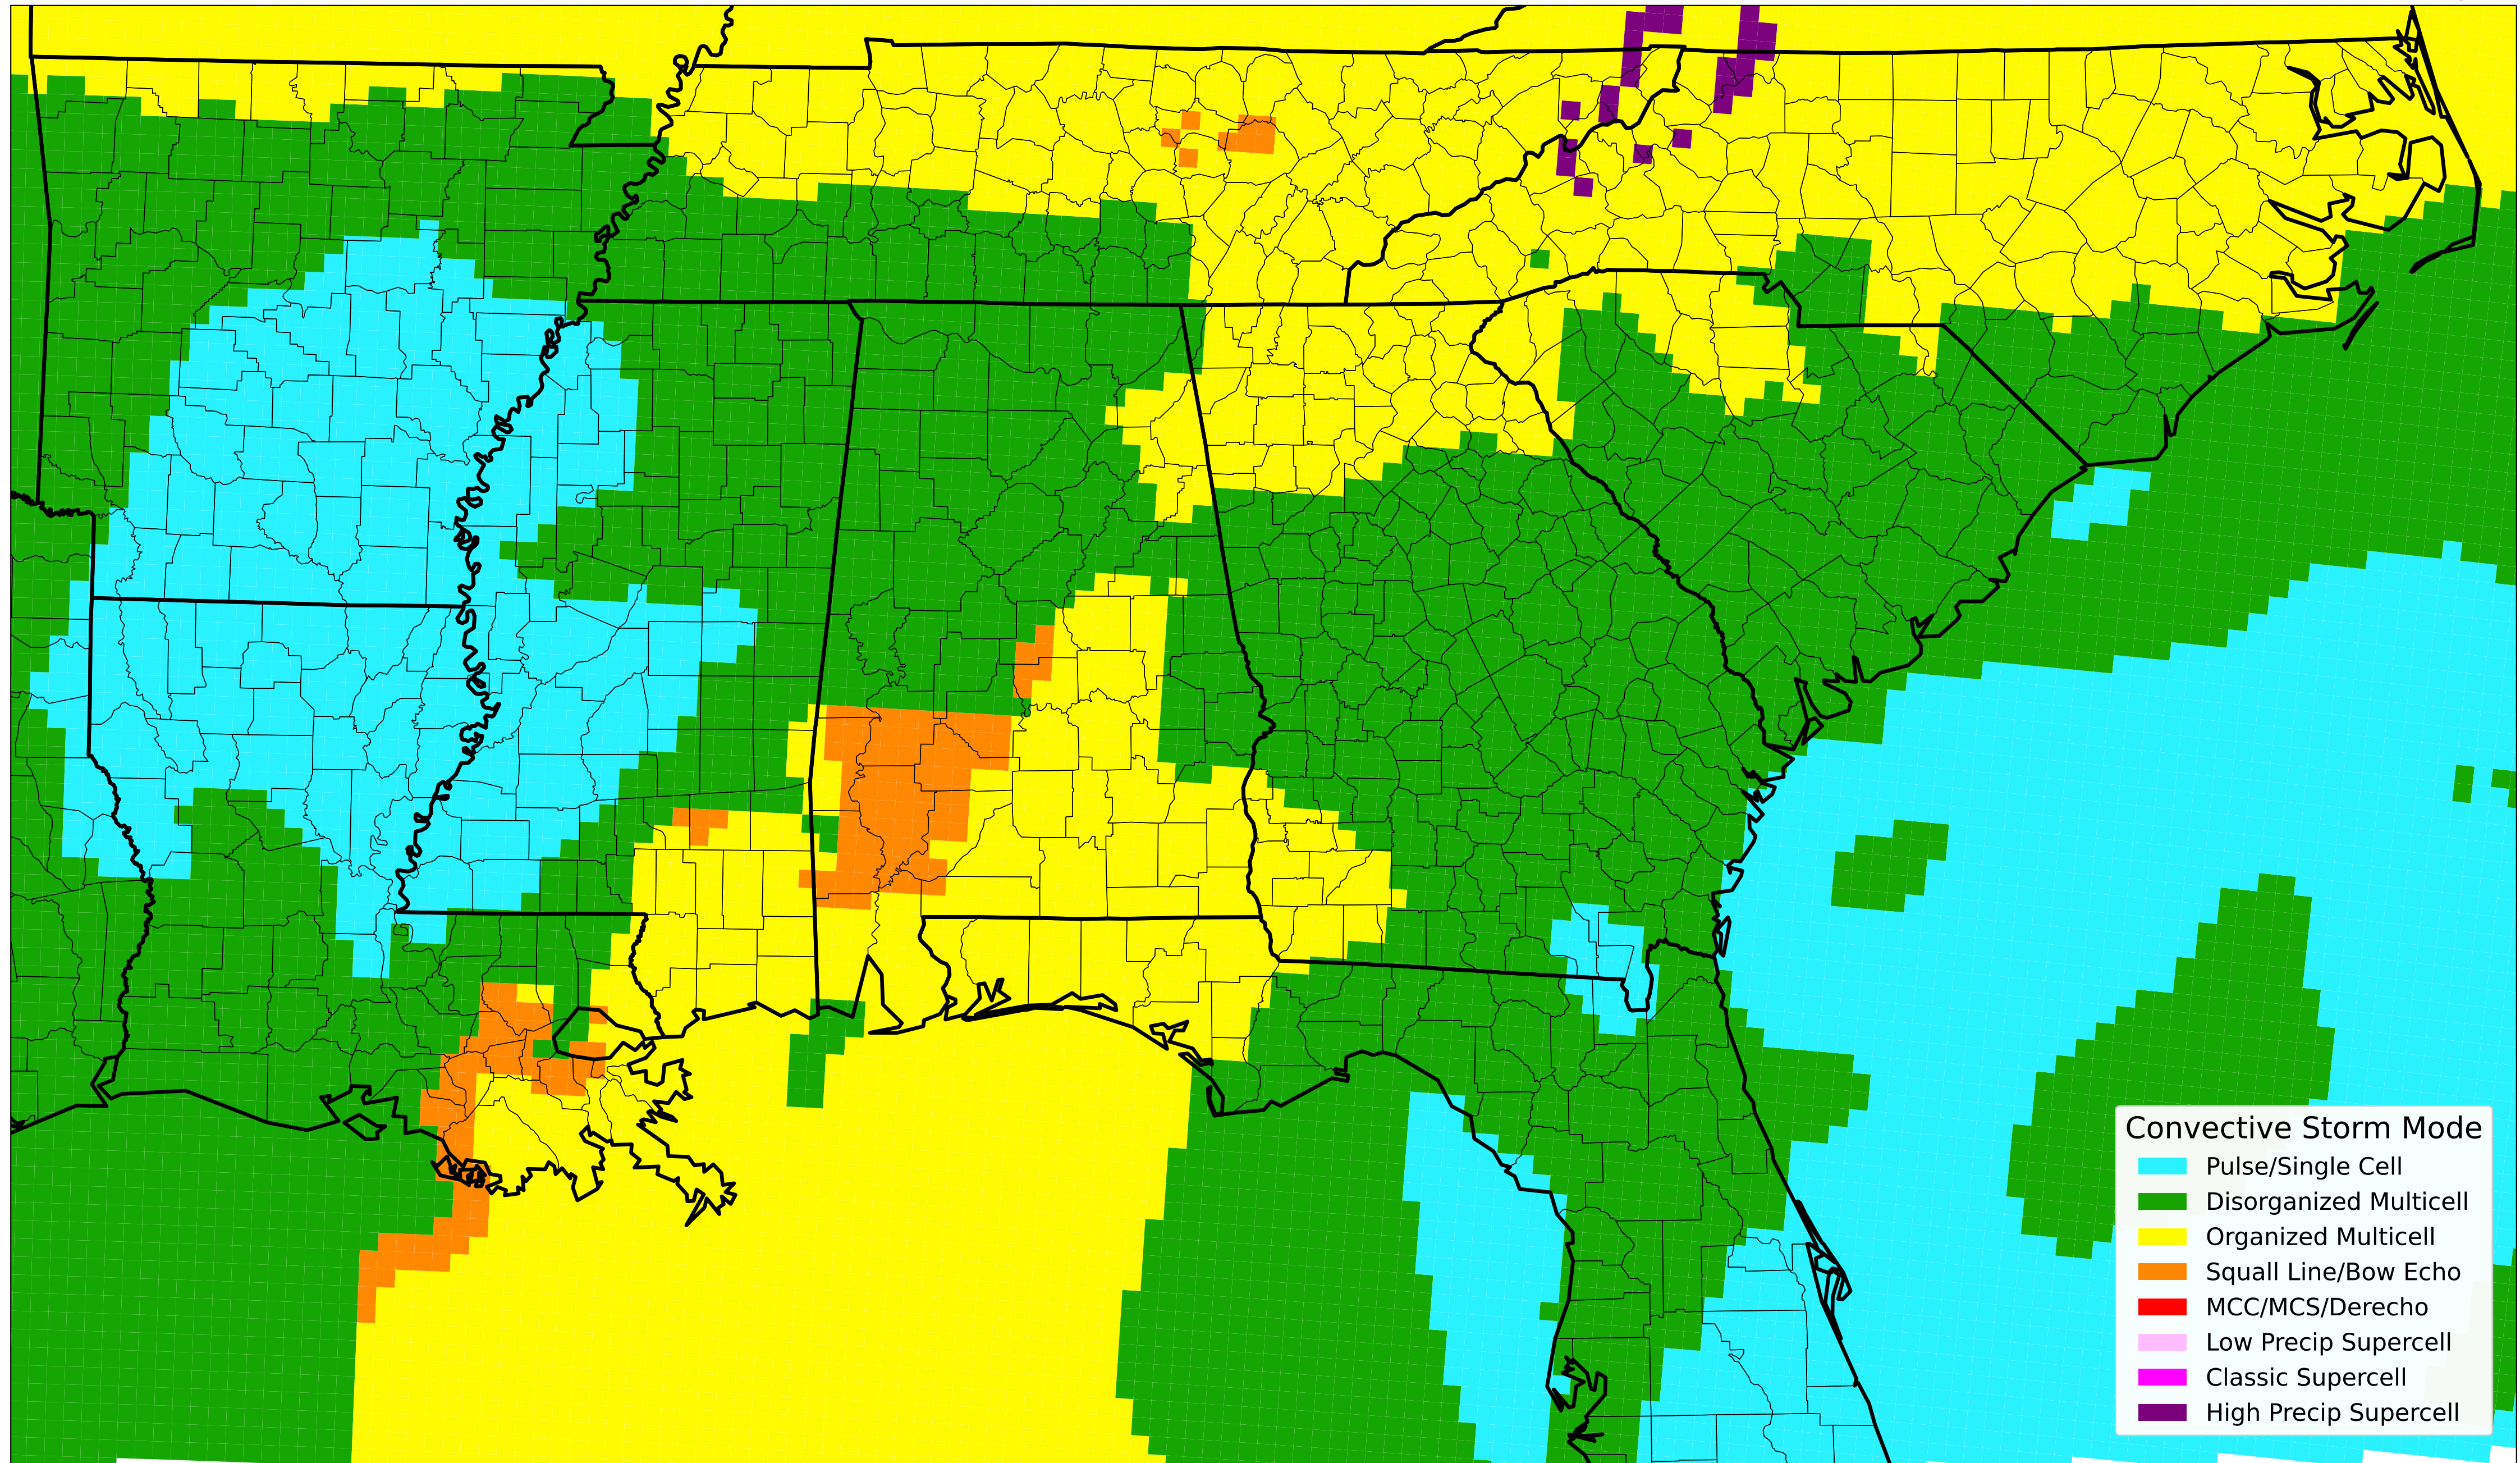 Convective Storm Mode
Pulse/Single Cell
Disorganized Multicell
Organized Multicell
Squall Line/Bow Echo
MCC/MCS/Derecho
Low Precip Supercell
Classic Supercell
High Precip Supercell